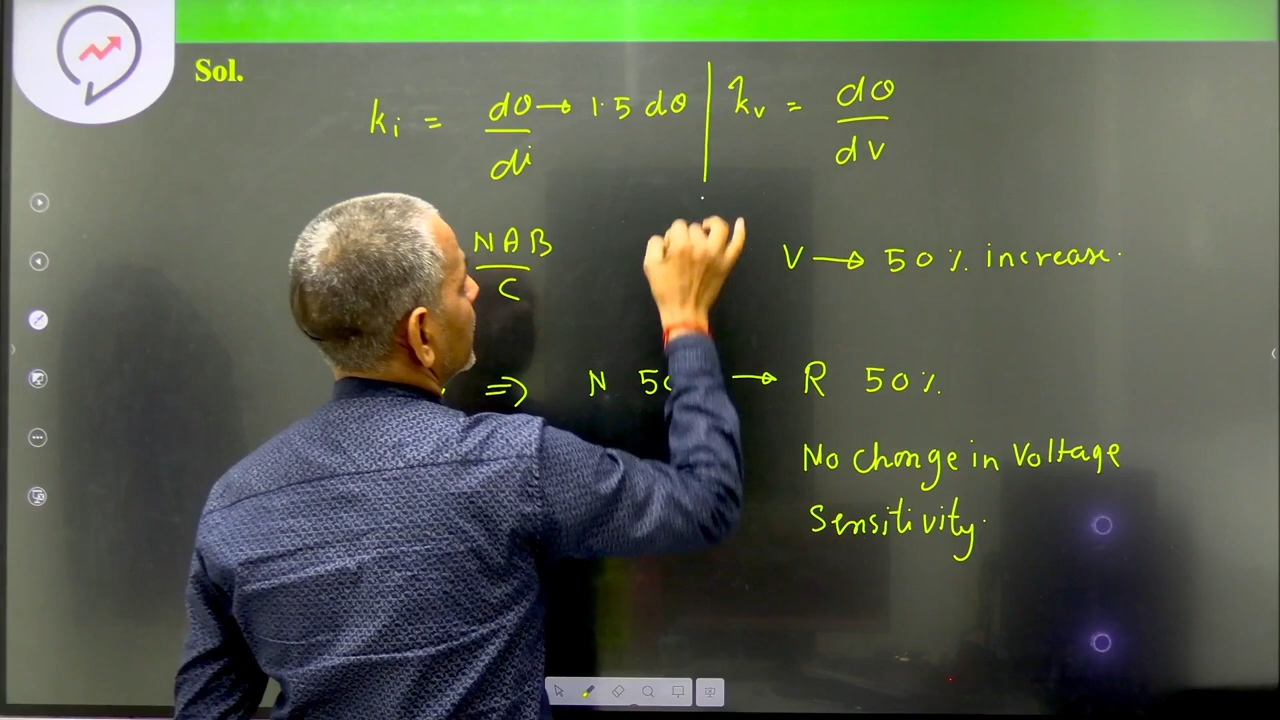 Sol.
ki = dθ/di → 1.5 dθ | kv = dθ/dv
NAB/C
V → 50% increase.
⇒ N 50 → R 50%.
No change in Voltage
Sensitivity.